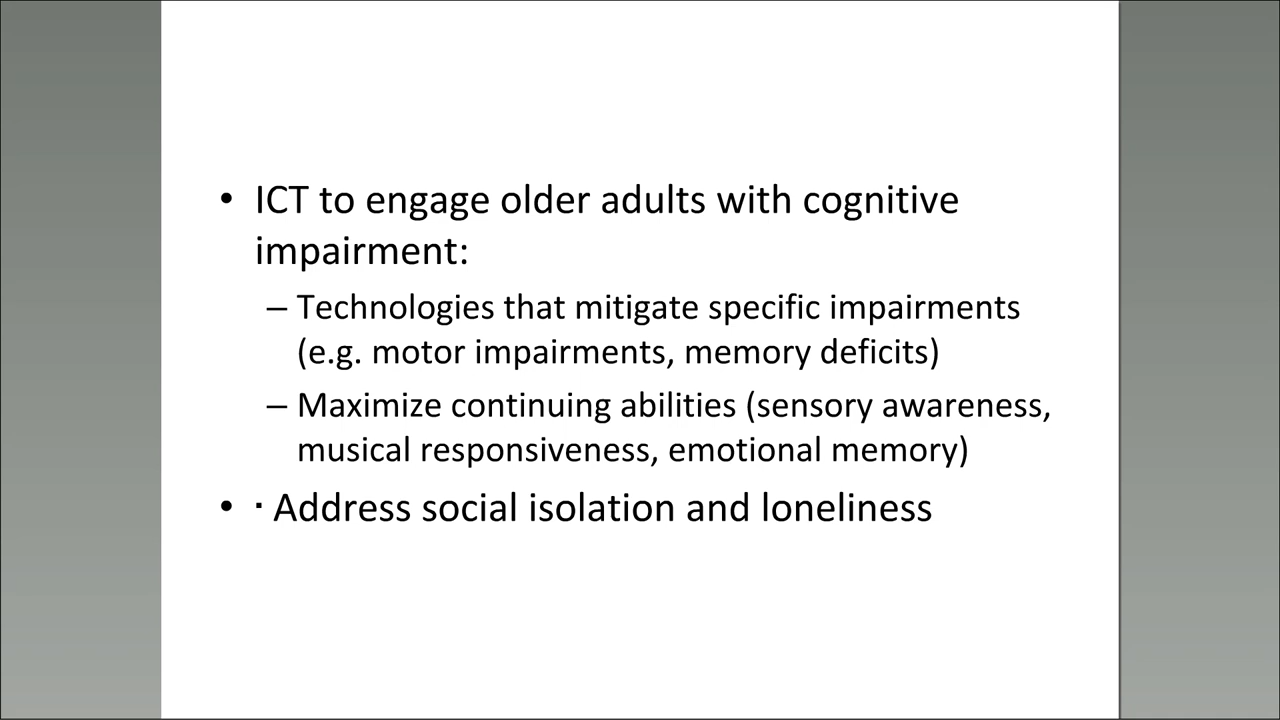 • ICT to engage older adults with cognitive
impairment:
– Technologies that mitigate specific impairments
(e.g. motor impairments, memory deficits)
– Maximize continuing abilities (sensory awareness,
musical responsiveness, emotional memory)
• ▪ Address social isolation and loneliness